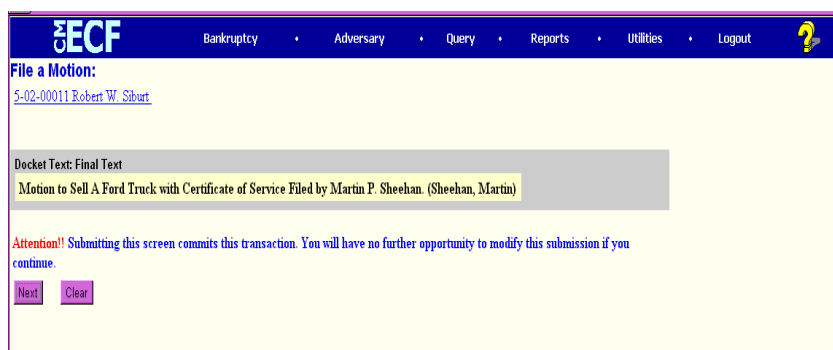 CM ECF Bankruptcy • Adversary • Query • Reports • Utilities • Logout ?
File a Motion:
5-02-00011 Robert W. Siburt
Docket Text: Final Text
Motion to Sell A Ford Truck with Certificate of Service Filed by Martin P. Sheehan. (Sheehan, Martin)
Attention!! Submitting this screen commits this transaction. You will have no further opportunity to modify this submission if you
continue.
Next Clear